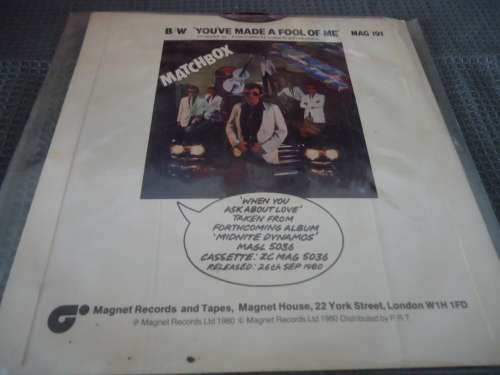 B/W 'YOU'VE MADE A FOOL OF ME' MAG 191
MATCHBOX
'WHEN YOU
ASK ABOUT LOVE'
TAKEN FROM
FORTHCOMING ALBUM
'MIDNITE DYNAMOS'
MAGL 5036
CASSETTE: ZC MAG 5036
RELEASED: 26th SEP 1980
Magnet Records and Tapes, Magnet House, 22 York Street, London W1H 1FD
℗ Magnet Records Ltd 1980 © Magnet Records Ltd 1980 Distributed by P.R.T.